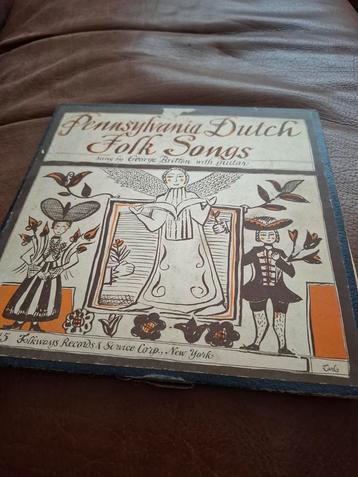 Pennsylvania Dutch
Folk Songs
sung by George Britton with guitar
Folkways Records & Service Corp., New York